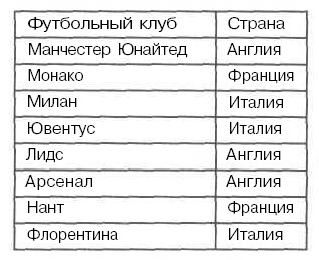 Футбольный клуб Страна
Манчестер Юнайтед Англия
Монако Франция
Милан Италия
Ювентус Италия
Лидс Англия
Арсенал Англия
Нант Франция
Флорентина Италия